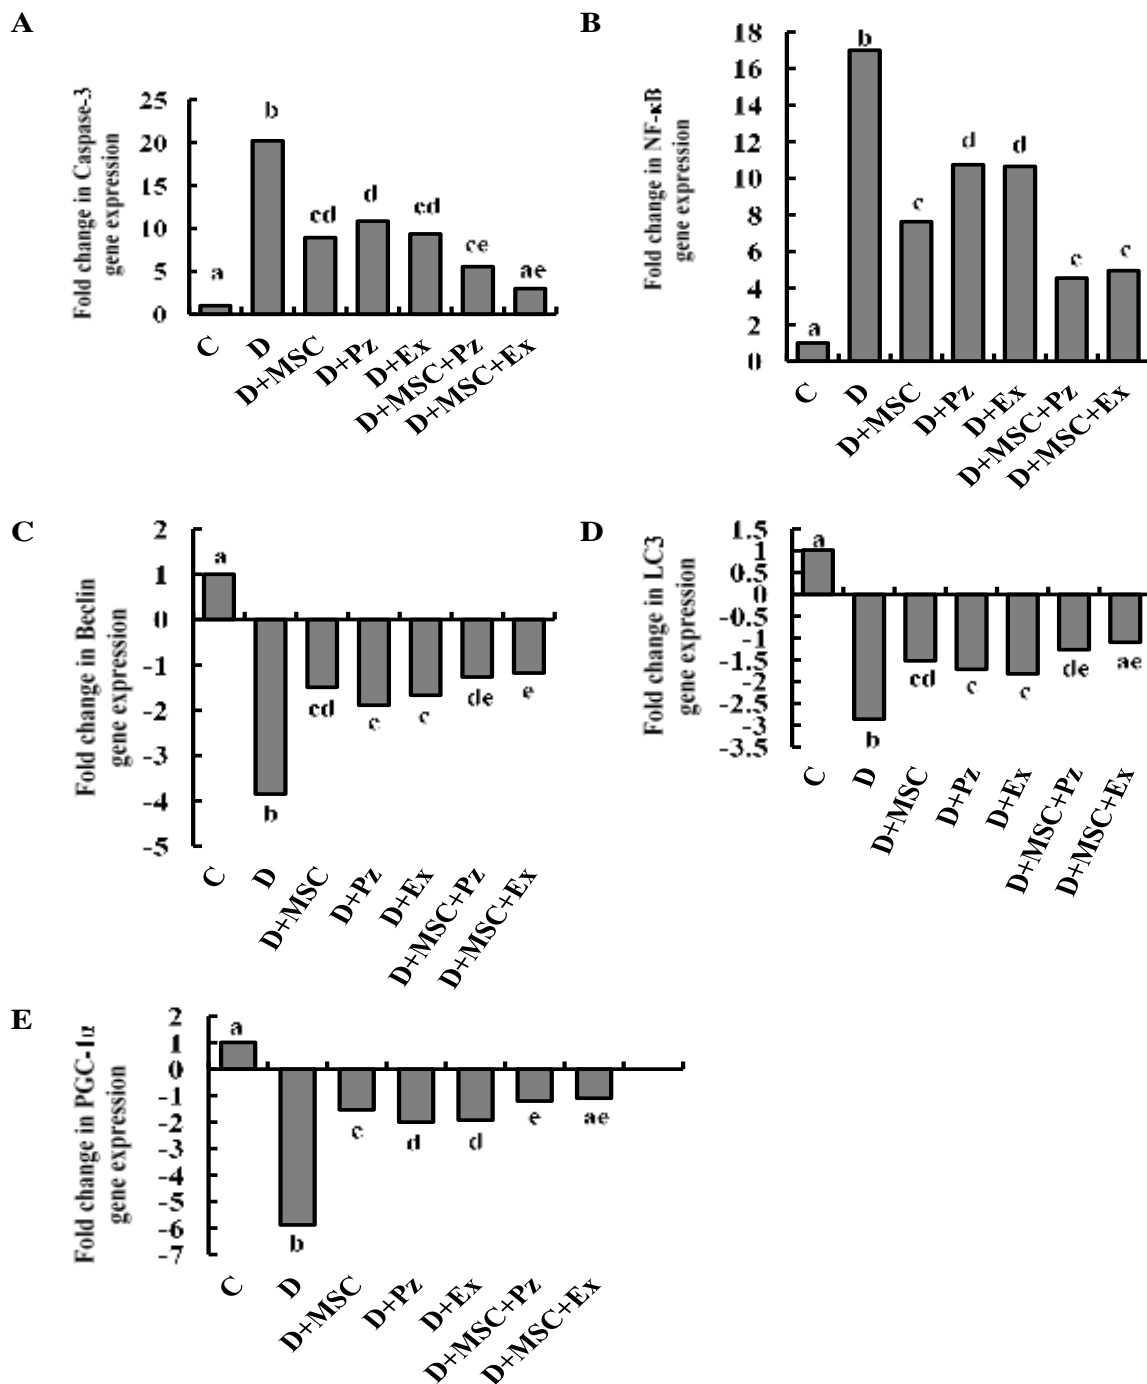 A
Fold change in Caspase-3
gene expression
25
20
15
10
5
0
a
b
cd
d
cd
ce
ae
C
D
D+MSC
D+Pz
D+Ex
D+MSC+Pz
D+MSC+Ex
B
Fold change in NF-κB
gene expression
18
16
14
12
10
8
6
4
2
0
a
b
c
d
d
c
c
C
D
D+MSC
D+Pz
D+Ex
D+MSC+Pz
D+MSC+Ex
C
Fold change in Beclin
gene expression
2
1
0
-1
-2
-3
-4
-5
a
b
cd
c
c
de
e
C
D
D+MSC
D+Pz
D+Ex
D+MSC+Pz
D+MSC+Ex
D
Fold change in LC3
gene expression
1.5
1
0.5
0
-0.5
-1
-1.5
-2
-2.5
-3
-3.5
a
b
cd
c
c
de
ae
C
D
D+MSC
D+Pz
D+Ex
D+MSC+Pz
D+MSC+Ex
E
Fold change in PGC-1α
gene expression
2
1
0
-1
-2
-3
-4
-5
-6
-7
a
b
c
d
d
e
ae
C
D
D+MSC
D+Pz
D+Ex
D+MSC+Pz
D+MSC+Ex